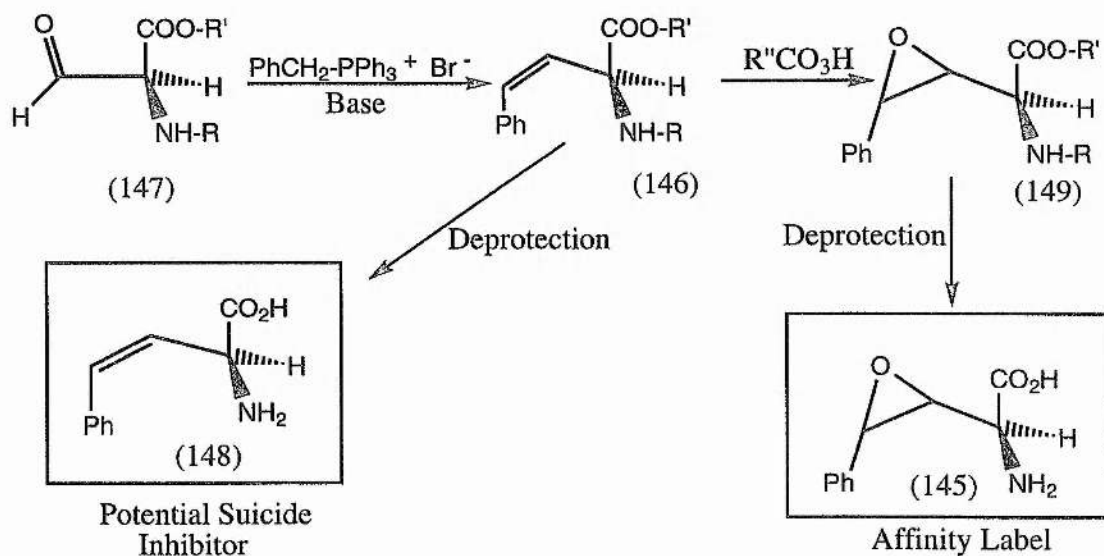 O
COO-R'
H
H
NH-R
(147)
PhCH2-PPh3+ Br-
Base
COO-R'
H
Ph
NH-R
(146)
R"CO3H
O
COO-R'
H
Ph
NH-R
(149)
Deprotection
Deprotection
CO2H
H
Ph
NH2
(148)
Potential Suicide
Inhibitor
O
CO2H
H
Ph
NH2
(145)
Affinity Label